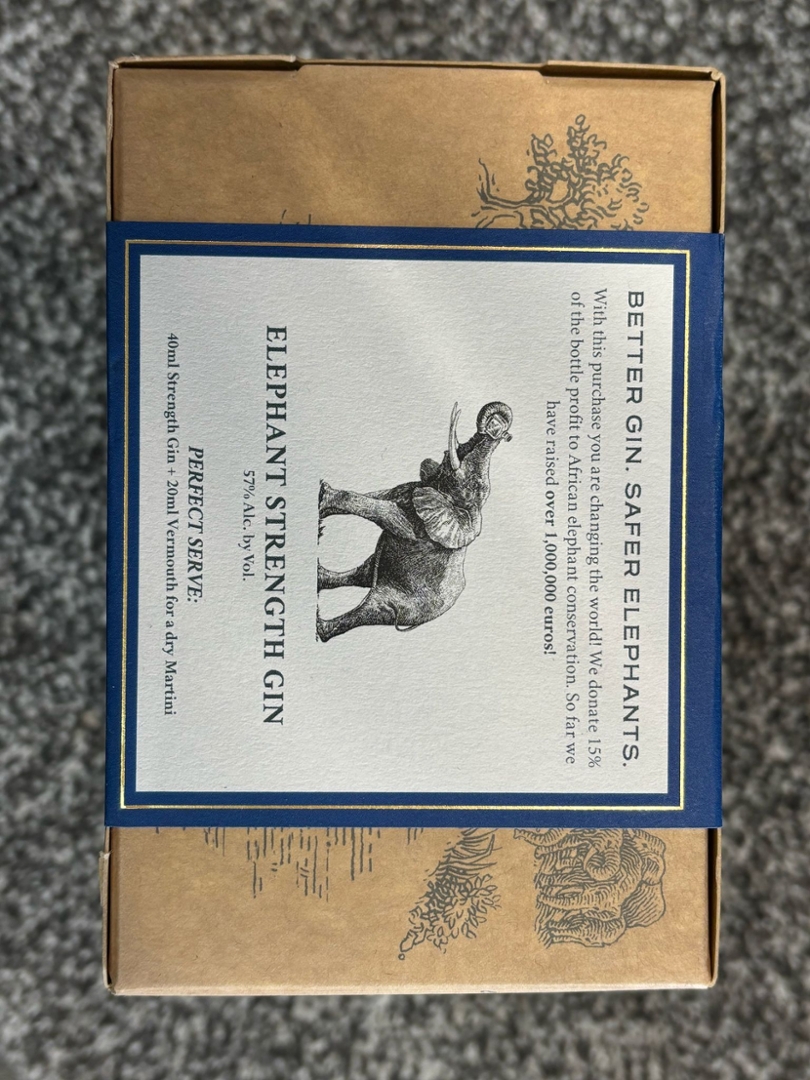 BETTER GIN. SAFER ELEPHANTS.
With this purchase you are changing the world! We donate 15%
of the bottle profit to African elephant conservation. So far we
have raised over 1,000,000 euros!
ELEPHANT STRENGTH GIN
57% Alc. by Vol.
PERFECT SERVE:
40ml Strength Gin + 20ml Vermouth for a dry Martini